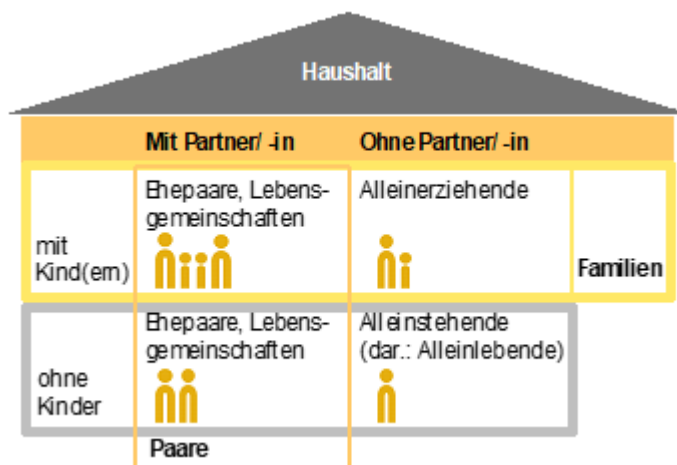 Haushalt
Mit Partner/ -in
Ohne Partner/ -in
mit
Kind(ern)
Ehepaare, Lebens-
gemeinschaften
Alleinerziehende
Familien
ohne
Kinder
Ehepaare, Lebens-
gemeinschaften
Alleinstehende
(dar.: Alleinlebende)
Paare